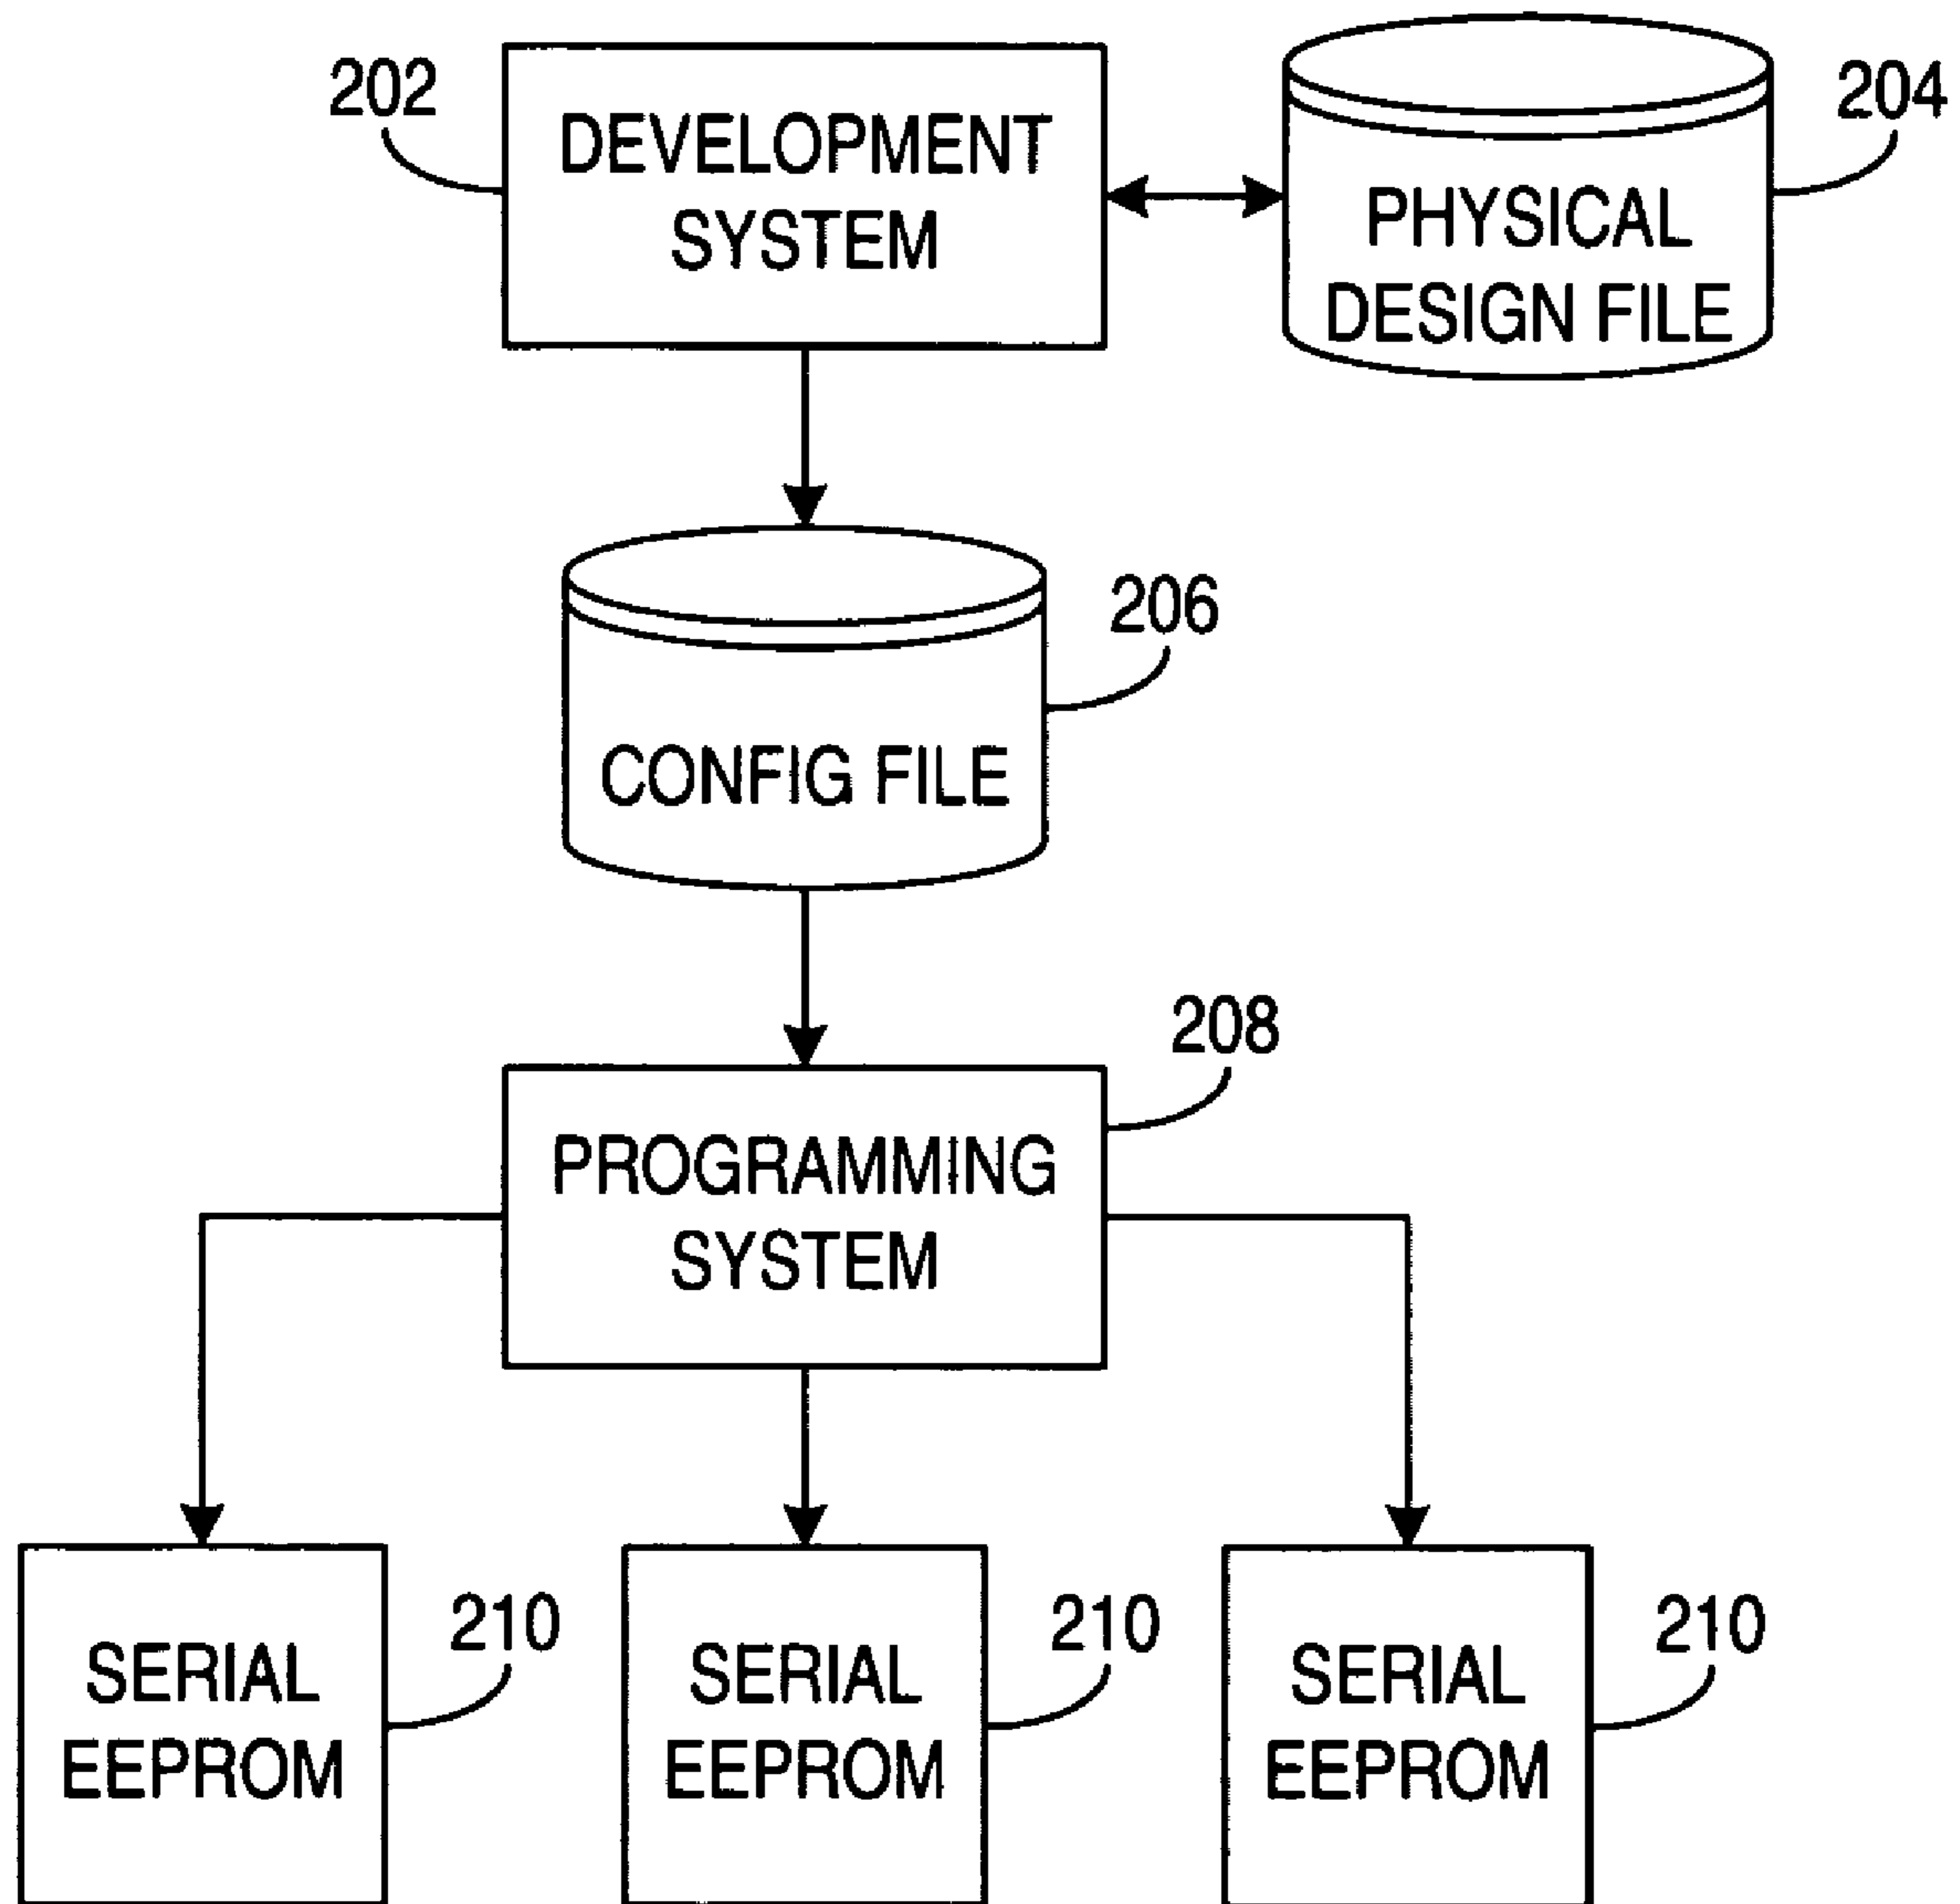 202
DEVELOPMENT
SYSTEM
204
PHYSICAL
DESIGN FILE
206
CONFIG FILE
208
PROGRAMMING
SYSTEM
210
SERIAL
EEPROM
210
SERIAL
EEPROM
210
SERIAL
EEPROM